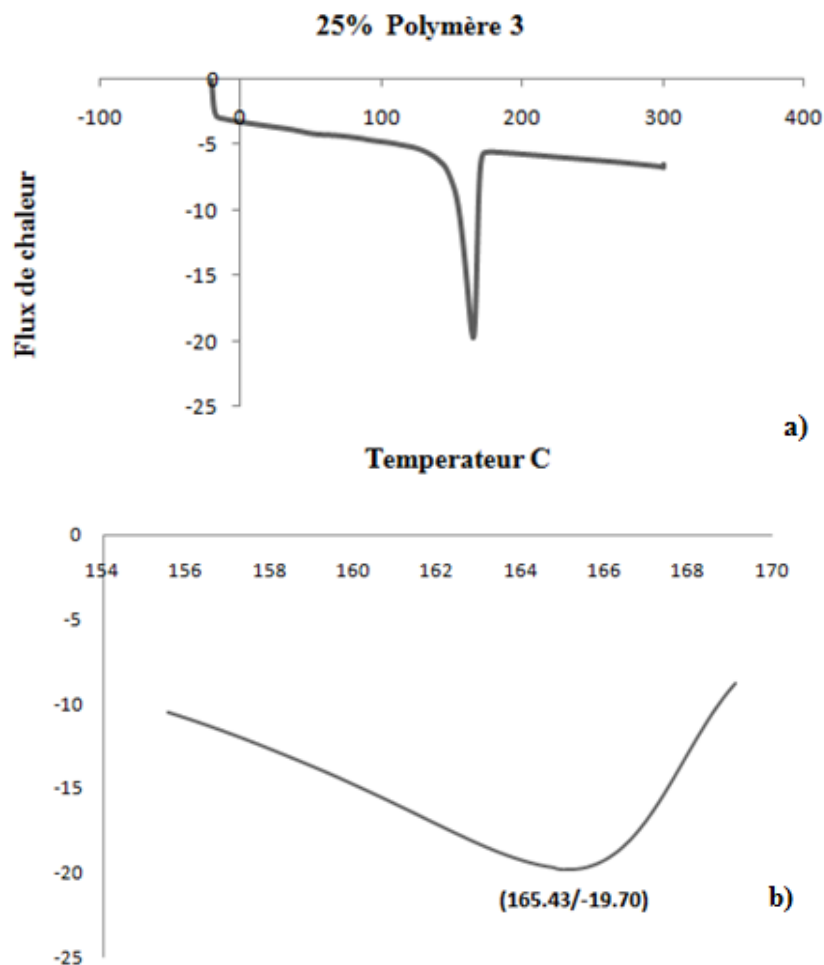 25% Polymère 3
0
-100 0 100 200 300 400
-5
-10
-15
-20
-25
Flux de chaleur
a)
Temperateur C
0
154 156 158 160 162 164 166 168 170
-5
-10
-15
-20
(165.43/-19.70)
b)
-25